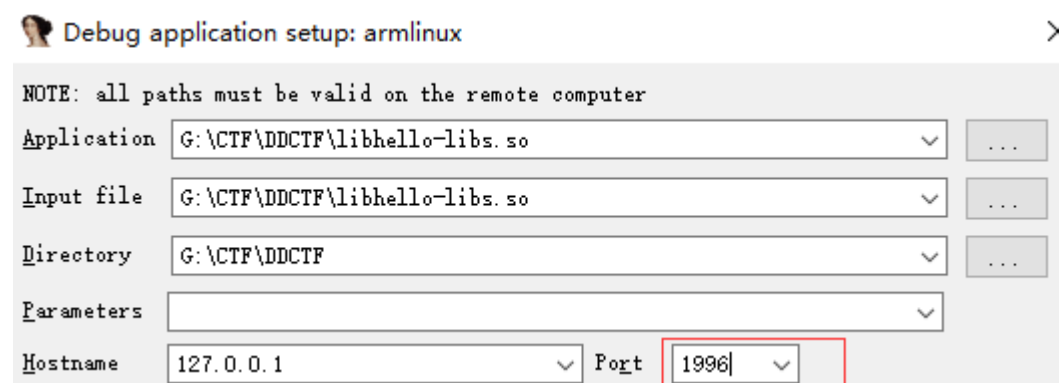 Debug application setup: armlinux
NOTE: all paths must be valid on the remote computer
Application G:\CTF\DDCTF\libhello-libs.so ...
Input file G:\CTF\DDCTF\libhello-libs.so ...
Directory G:\CTF\DDCTF ...
Parameters
Hostname 127.0.0.1 Port 1996